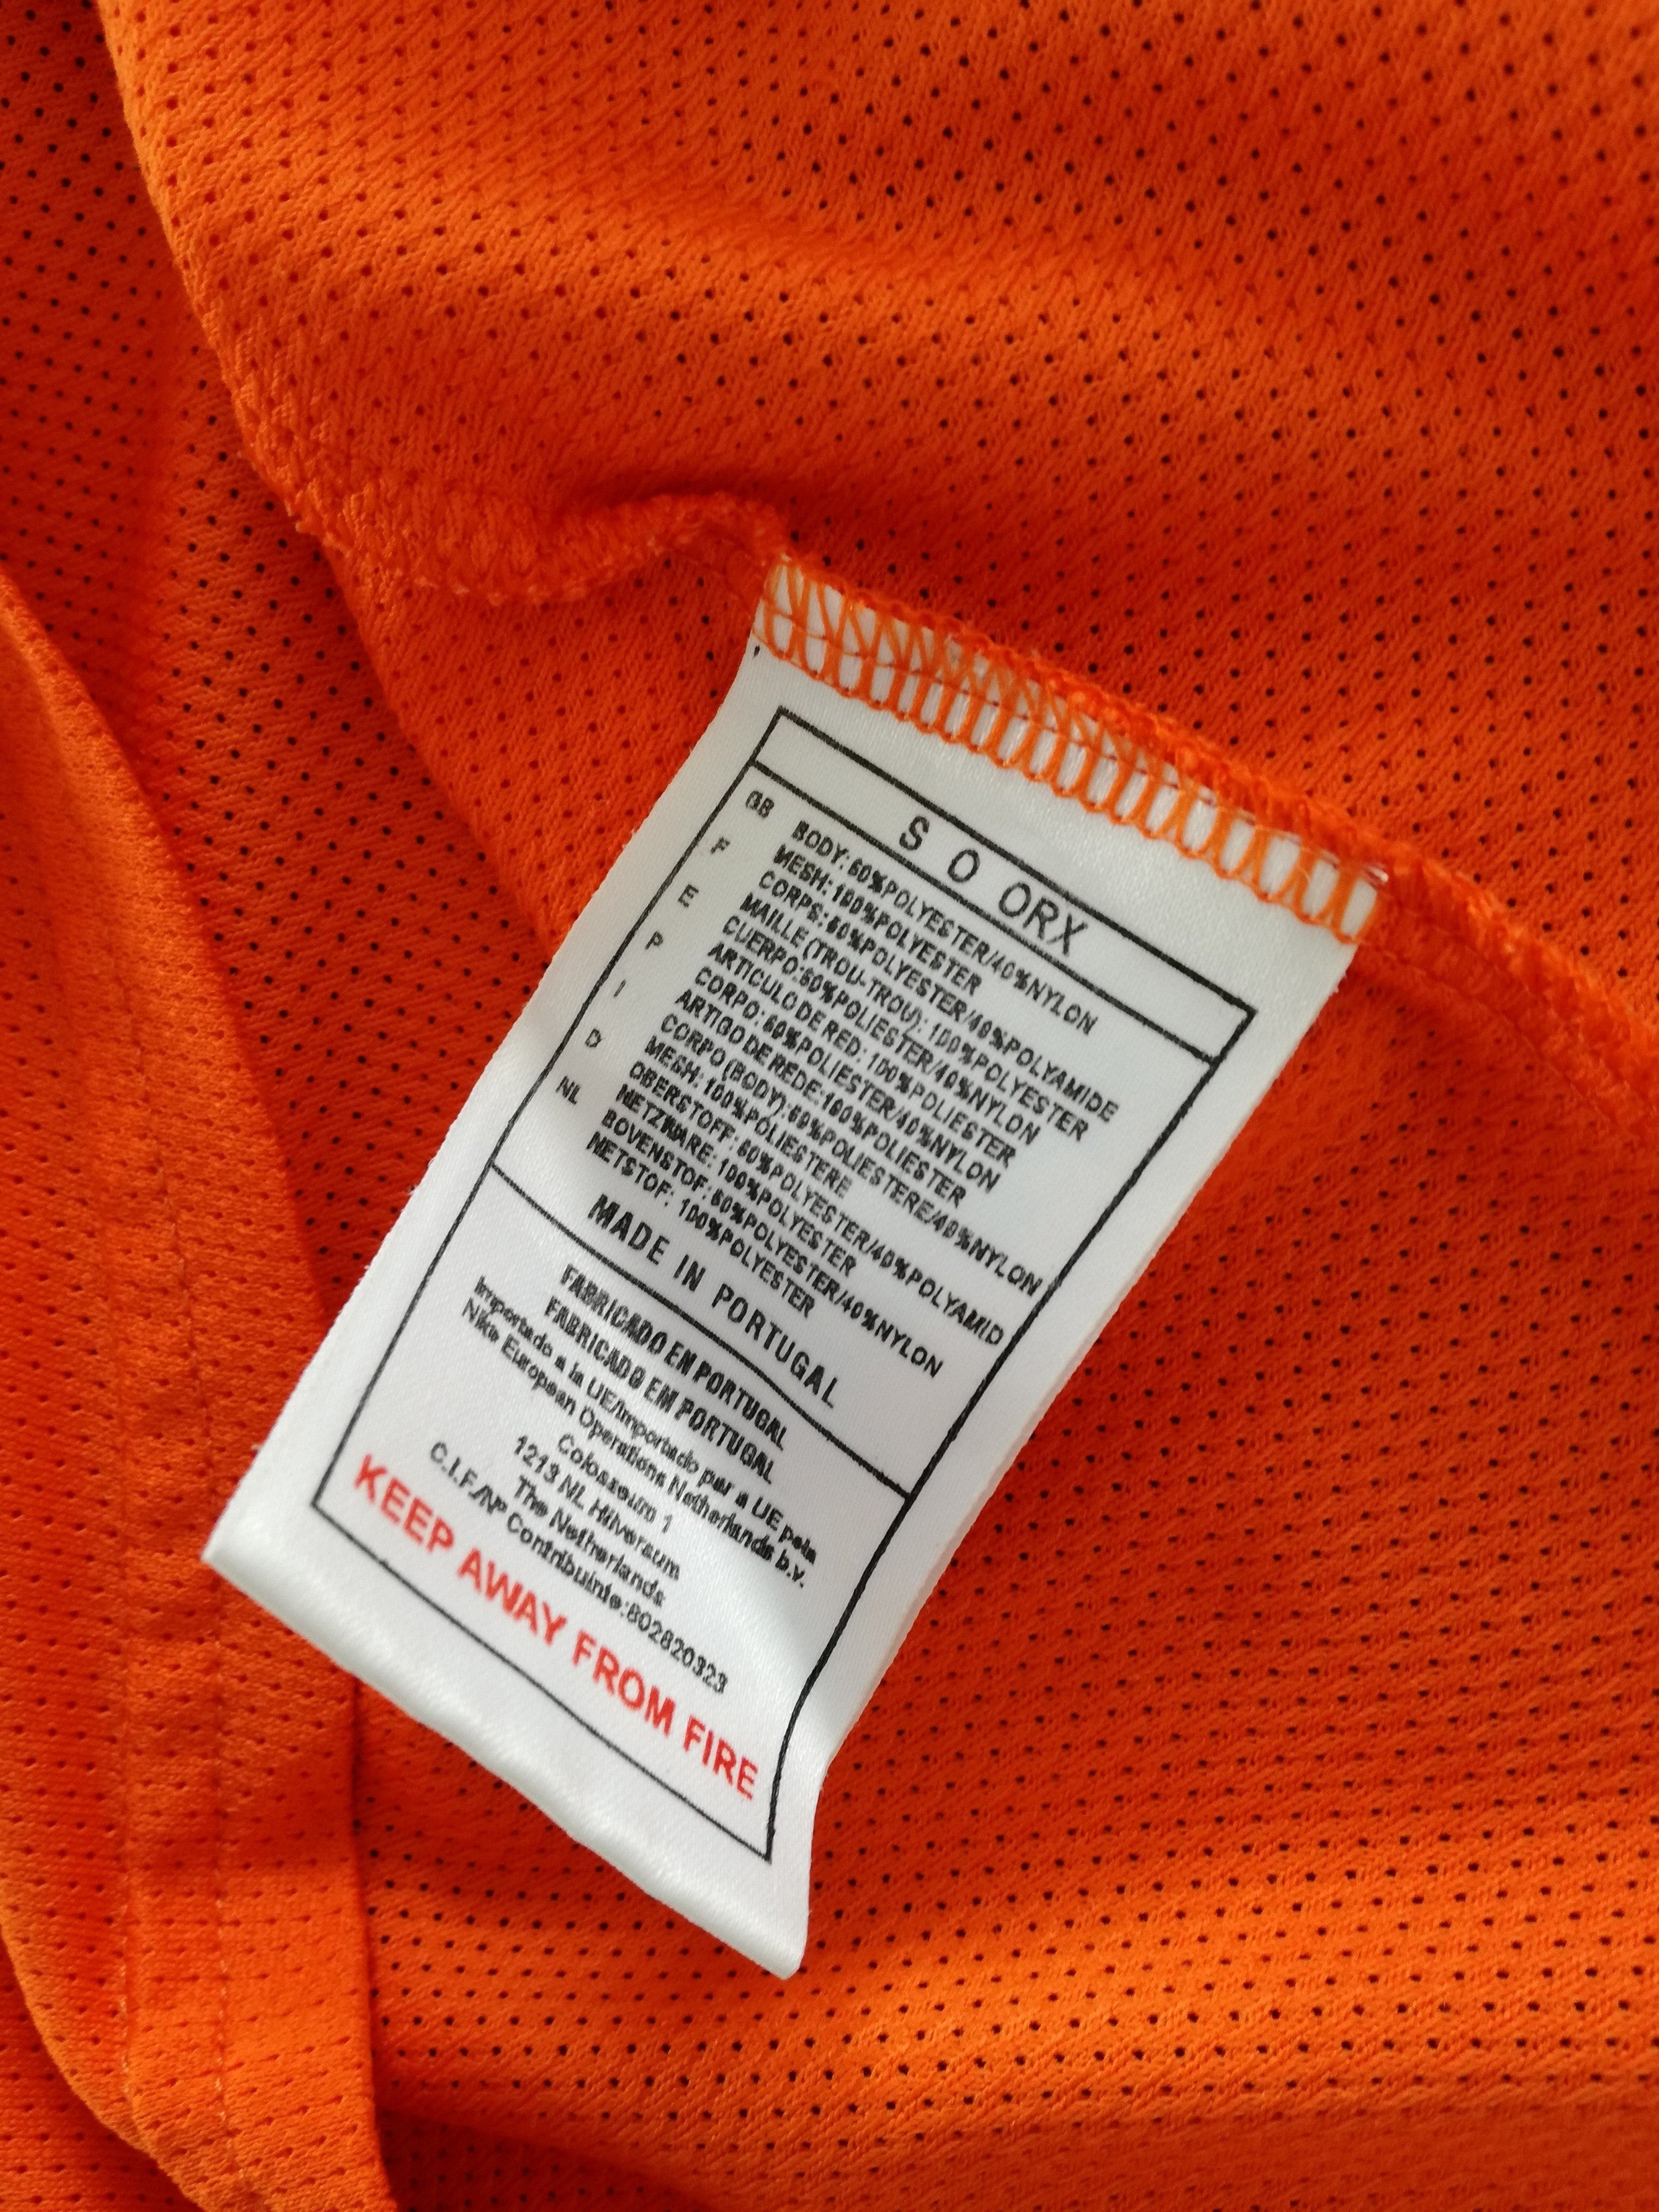 S O ORX
GB BODY: 60%POLYESTER/40%NYLON
MESH: 100%POLYESTER
F CORPS: 60%POLYESTER/40%POLYAMIDE
MAILLE (TROU-TROU): 100%POLYESTER
E CUERPO:60%POLIESTER/40%NYLON
ARTICULO DE RED: 100%POLIESTER
P CORPO: 60%POLIESTER/40%NYLON
ARTIGO DE REDE:100%POLIESTER
I CORPO (BODY):60%POLIESTERE/40%NYLON
MESH: 100%POLIESTERE
D OBERSTOFF: 60%POLYESTER/40%POLYAMID
NETZWARE: 100%POLYESTER
NL BOVENSTOF:60%POLYESTER/40%NYLON
NETSTOF: 100%POLYESTER
MADE IN PORTUGAL
FABRICADO EN PORTUGAL
FABRICADO EM PORTUGAL
Importado a la UE/Importado par a UE pela
Nike European Operations Netherlands b.v.
Colosseum 1
1213 NL Hilversum
The Netherlands
C.I.F./Nº Contribuinte:802820323
KEEP AWAY FROM FIRE